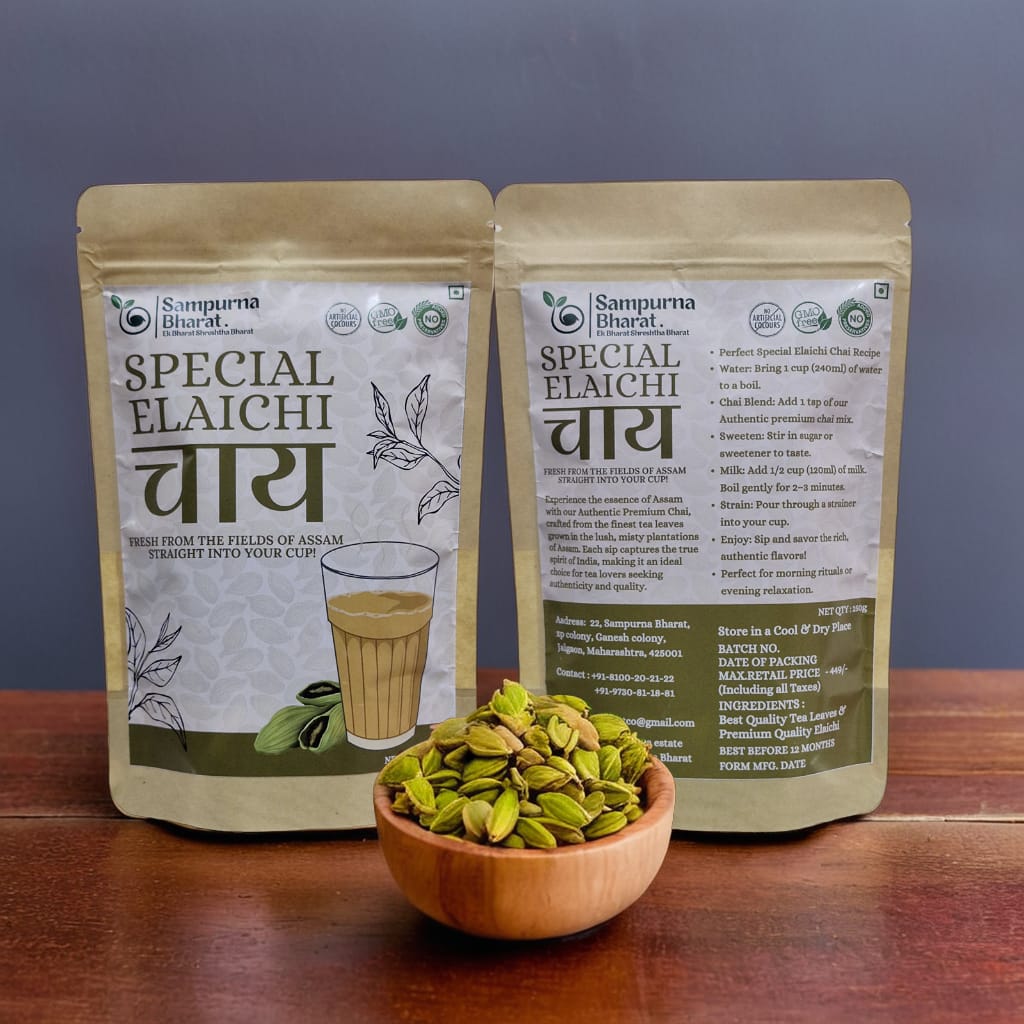 Sampurna
Bharat.
Ek Bharat Shreshtha Bharat
NO
ARTIFICIAL
COLOURS
GMO
free
NO
SPECIAL
ELAICHI
चाय
FRESH FROM THE FIELDS OF ASSAM
STRAIGHT INTO YOUR CUP!
Sampurna
Bharat.
Ek Bharat Shreshtha Bharat
NO
ARTIFICIAL
COLOURS
GMO
free
NO
SPECIAL
ELAICHI
चाय
FRESH FROM THE FIELDS OF ASSAM
STRAIGHT INTO YOUR CUP!
Experience the essence of Assam
with our Authentic Premium Chai,
crafted from the finest tea leaves
grown in the lush, misty plantations
of Assam. Each sip captures the true
spirit of India, making it an ideal
choice for tea lovers seeking
authenticity and quality.
• Perfect Special Elaichi Chai Recipe
• Water: Bring 1 cup (240ml) of water
to a boil.
• Chai Blend: Add 1 tsp of our
Authentic premium chai mix.
• Sweeten: Stir in sugar or
sweetener to taste.
• Milk: Add 1/2 cup (120ml) of milk.
Boil gently for 2–3 minutes.
• Strain: Pour through a strainer
into your cup.
• Enjoy: Sip and savor the rich,
authentic flavors!
• Perfect for morning rituals or
evening relaxation.
Aadress: 22, Sampurna Bharat,
xp colony, Ganesh colony,
Jalgaon, Maharashtra, 425001
Contact : +91-8100-20-21-22
+91-9730-81-18-81
tco@gmail.com
estate
Bharat
NET QTY : 250g
Store in a Cool & Dry Place
BATCH NO.
DATE OF PACKING
MAX.RETAIL PRICE - 449/-
(Including all Taxes)
INGREDIENTS :
Best Quality Tea Leaves &
Premium Quality Elaichi
BEST BEFORE 12 MONTHS
FORM MFG. DATE